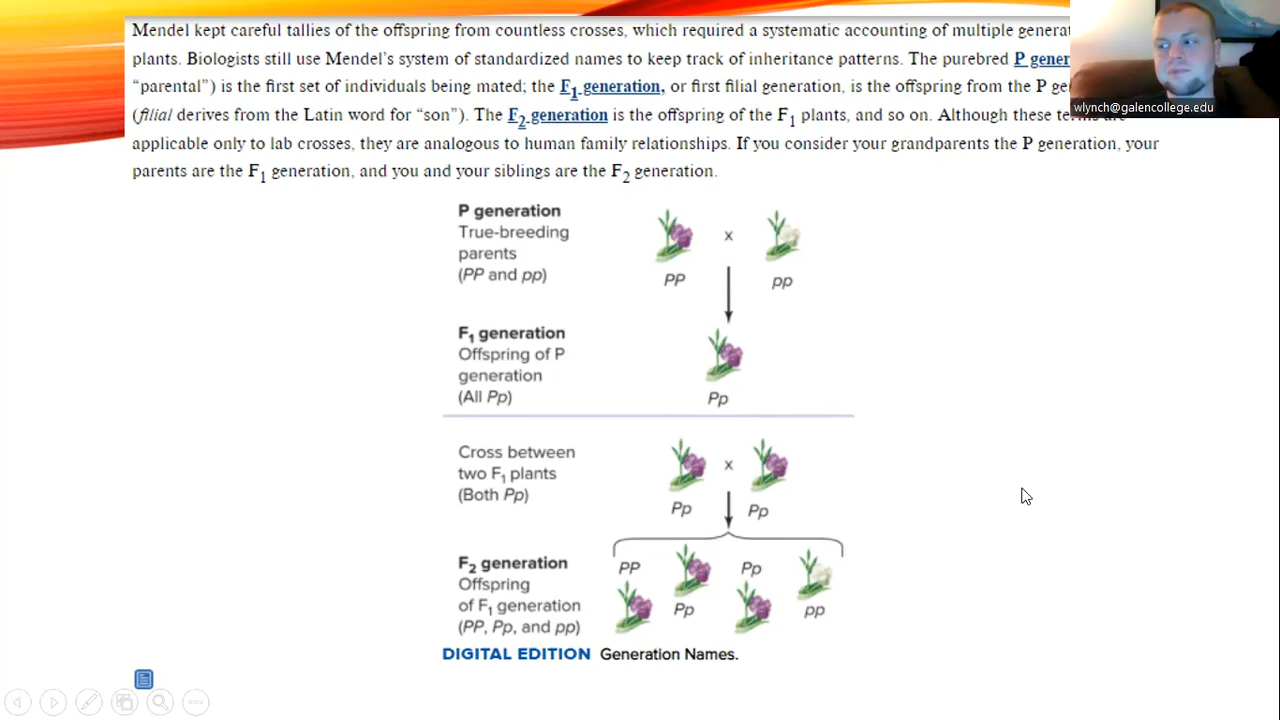 Mendel kept careful tallies of the offspring from countless crosses, which required a systematic accounting of multiple
plants. Biologists still use Mendel's system of standardized names to keep track of inheritance patterns. The purebred P
“parental”) is the first set of individuals being mated; the F1 generation, or first filial generation, is the offspring from the P
(filial derives from the Latin word for “son”). The F2 generation is the offspring of the F1 plants, and so on. Although these
applicable only to lab crosses, they are analogous to human family relationships. If you consider your grandparents the P generation, your
parents are the F1 generation, and you and your siblings are the F2 generation.
wlynch@galencollege.edu
P generation
True-breeding
parents
(PP and pp)
x
PP
pp
F1 generation
Offspring of P
generation
(All Pp)
Pp
Cross between
two F1 plants
(Both Pp)
x
Pp
Pp
F2 generation
Offspring
of F1 generation
(PP, Pp, and pp)
PP
Pp
Pp
pp
DIGITAL EDITION Generation Names.